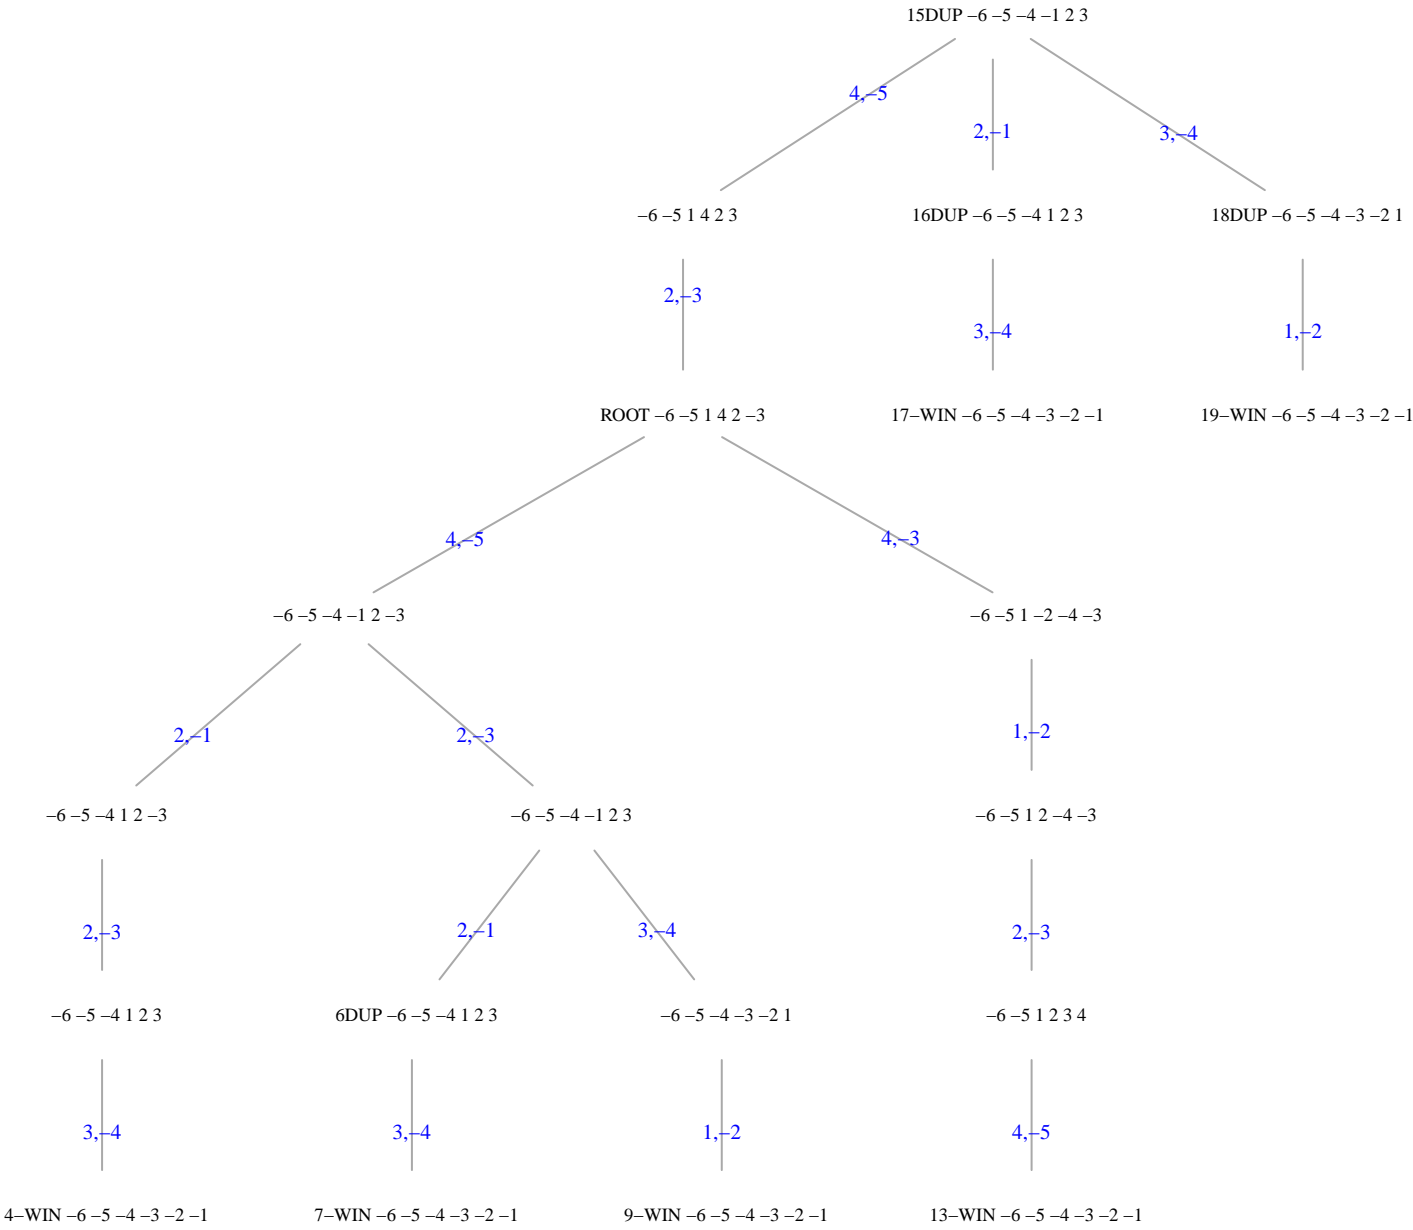 15DUP –6 –5 –4 –1 2 3
4,–5
2,–1
3,–4
–6 –5 1 4 2 3
16DUP –6 –5 –4 1 2 3
18DUP –6 –5 –4 –3 –2 1
2,–3
3,–4
1,–2
ROOT –6 –5 1 4 2 –3
17–WIN –6 –5 –4 –3 –2 –1
19–WIN –6 –5 –4 –3 –2 –1
4,–5
4,–3
–6 –5 –4 –1 2 –3
–6 –5 1 –2 –4 –3
2,–1
2,–3
1,–2
–6 –5 –4 1 2 –3
–6 –5 –4 –1 2 3
–6 –5 1 2 –4 –3
2,–3
2,–1
3,–4
2,–3
–6 –5 –4 1 2 3
6DUP –6 –5 –4 1 2 3
–6 –5 –4 –3 –2 1
–6 –5 1 2 3 4
3,–4
3,–4
1,–2
4,–5
4–WIN –6 –5 –4 –3 –2 –1
7–WIN –6 –5 –4 –3 –2 –1
9–WIN –6 –5 –4 –3 –2 –1
13–WIN –6 –5 –4 –3 –2 –1